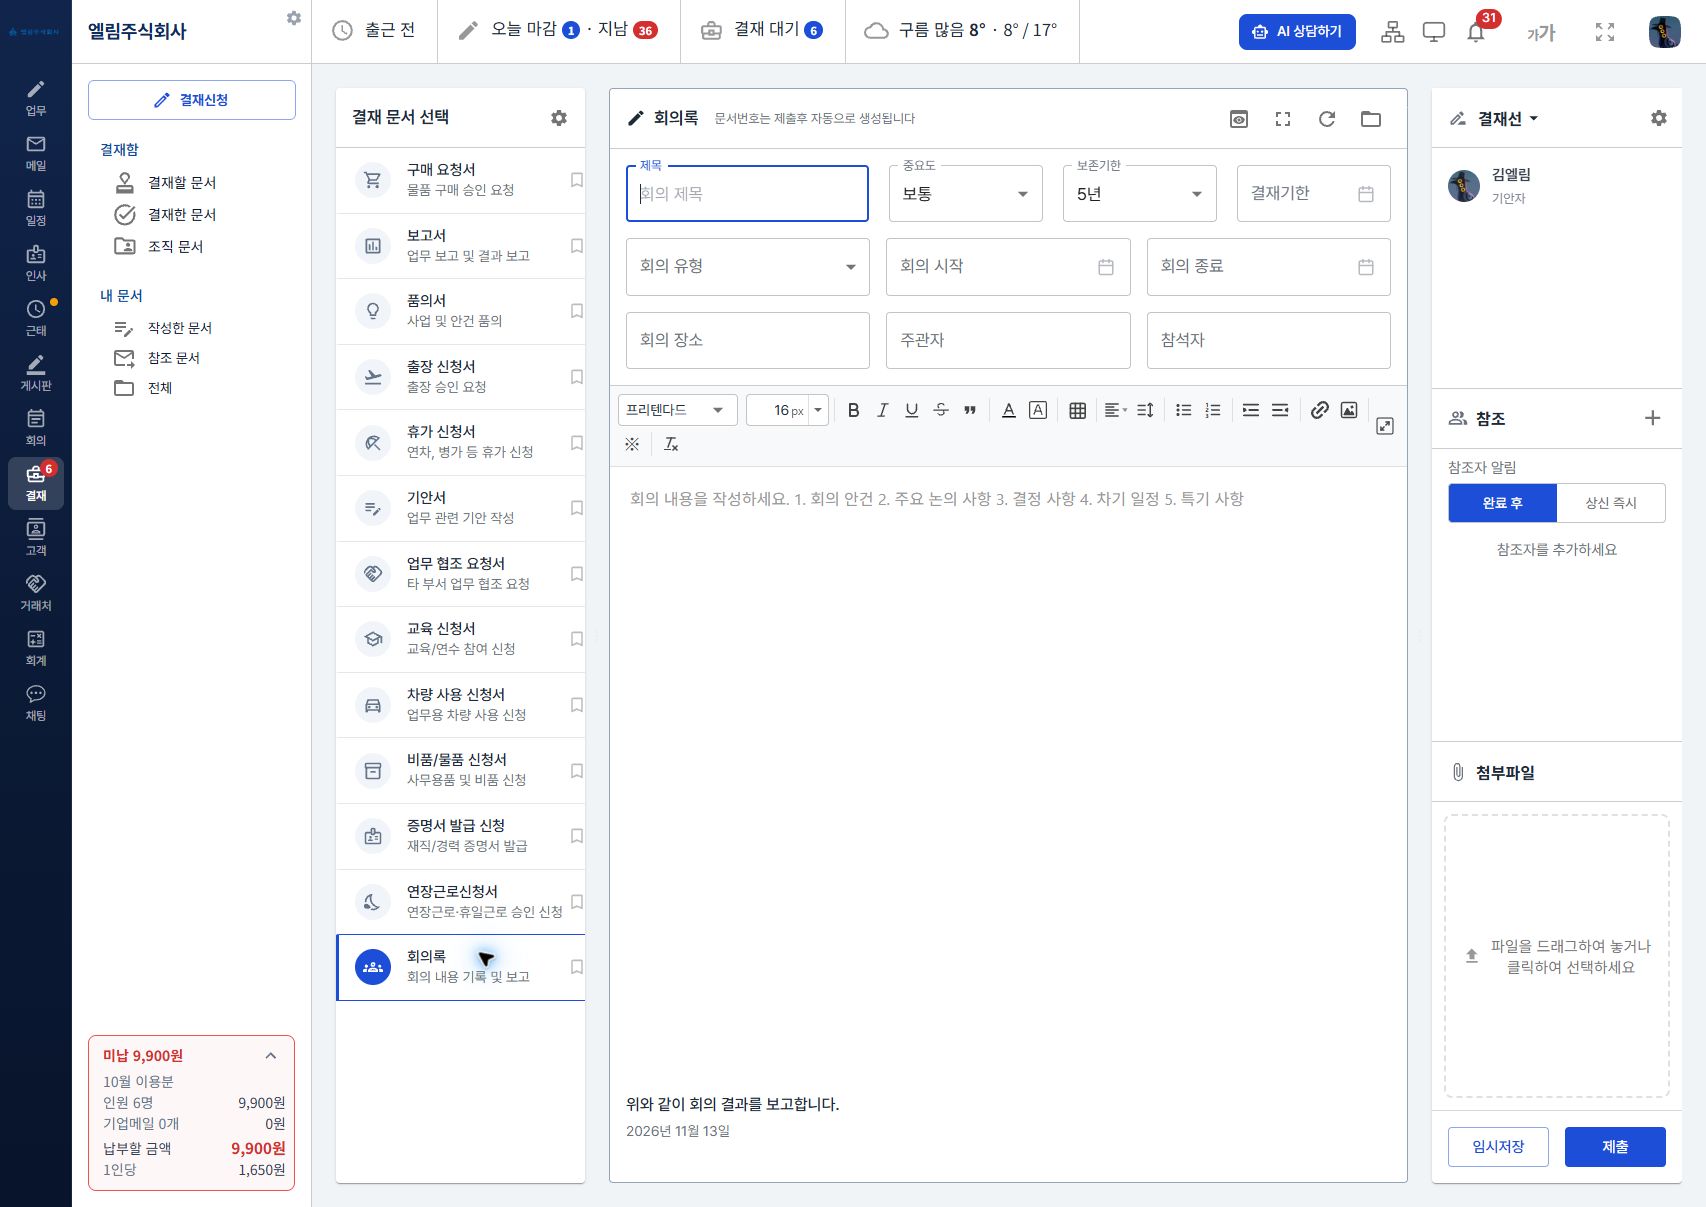 엘림주식회사
엘림주식회사
출근 전
오늘 마감 1 · 지남 36
결재 대기 6
구름 많음 8° · 8° / 17°
AI 상담하기
31
가가
업무
메일
일정
인사
근태
게시판
회의
6
결재
고객
거래처
회계
채팅
결재신청
결재함
결재할 문서
결재한 문서
조직 문서
내 문서
작성한 문서
참조 문서
전체
미납 9,900원
10월 이용분
인원 6명 9,900원
기업메일 0개 0원
납부할 금액 9,900원
1인당 1,650원
결재 문서 선택
구매 요청서
물품 구매 승인 요청
보고서
업무 보고 및 결과 보고
품의서
사업 및 안건 품의
출장 신청서
출장 승인 요청
휴가 신청서
연차, 병가 등 휴가 신청
기안서
업무 관련 기안 작성
업무 협조 요청서
타 부서 업무 협조 요청
교육 신청서
교육/연수 참여 신청
차량 사용 신청서
업무용 차량 사용 신청
비품/물품 신청서
사무용품 및 비품 신청
증명서 발급 신청
재직/경력 증명서 발급
연장근로신청서
연장근로·휴일근로 승인 신청
회의록
회의 내용 기록 및 보고
회의록 문서번호는 제출후 자동으로 생성됩니다
제목
회의 제목
중요도
보통
보존기한
5년
결재기한
회의 유형
회의 시작
회의 종료
회의 장소
주관자
참석자
프리텐다드
16 px
회의 내용을 작성하세요. 1. 회의 안건 2. 주요 논의 사항 3. 결정 사항 4. 차기 일정 5. 특기 사항
위와 같이 회의 결과를 보고합니다.
2026년 11월 13일
결재선
김엘림
기안자
참조
참조자 알림
완료 후
상신 즉시
참조자를 추가하세요
첨부파일
파일을 드래그하여 놓거나
클릭하여 선택하세요
임시저장
제출